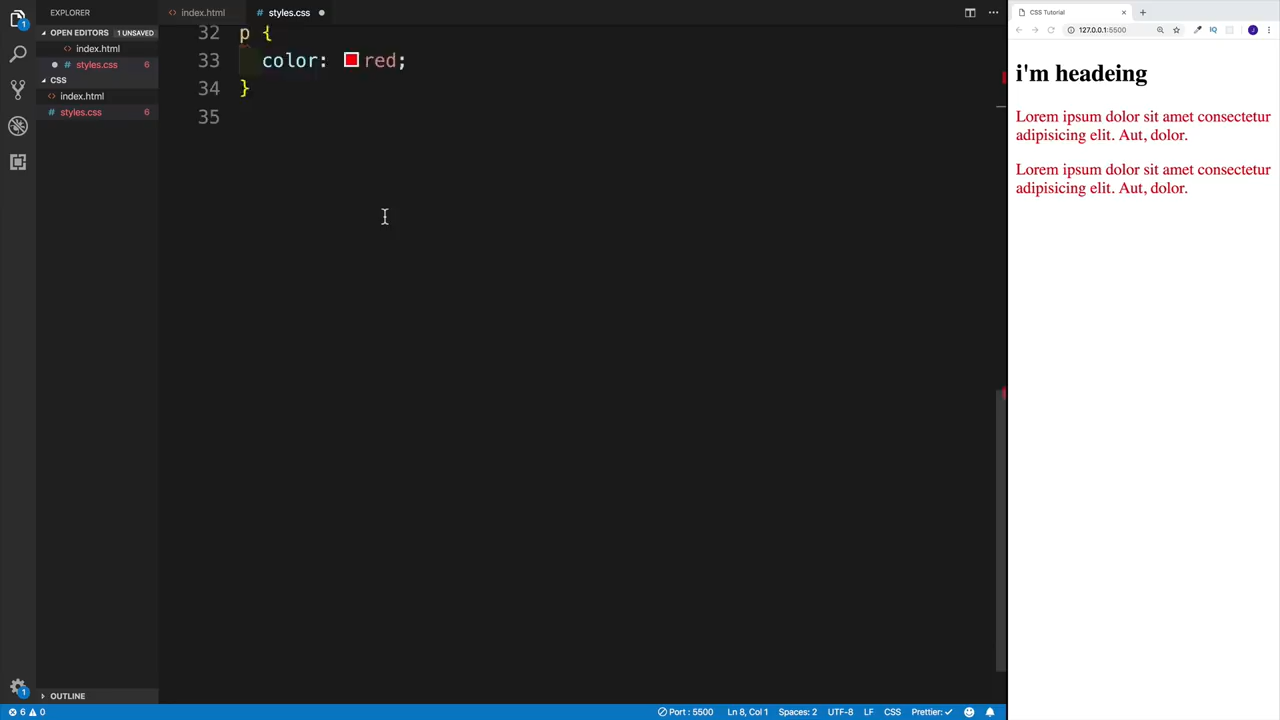 EXPLORER
OPEN EDITORS 1 UNSAVED
index.html
styles.css 6
CSS
index.html
styles.css 6
OUTLINE
1
1
index.html
styles.css
32 p {
33 color: red;
34 }
35
CSS Tutorial
127.0.0.1:5500
IQ
J
i'm headeing
Lorem ipsum dolor sit amet consectetur
adipisicing elit. Aut, dolor.
Lorem ipsum dolor sit amet consectetur
adipisicing elit. Aut, dolor.
6 0 Port : 5500 Ln 8, Col 1 Spaces: 2 UTF-8 LF CSS Prettier: ✓